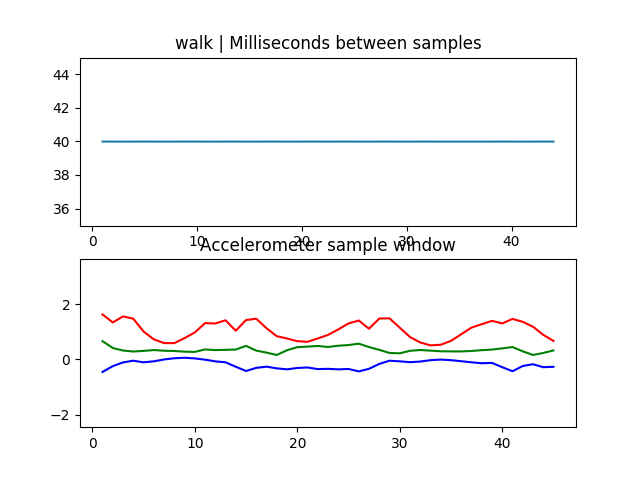 walk | Milliseconds between samples
44
42
40
38
36
0 10 20 30 40
Accelerometer sample window
2
0
−2
0 10 20 30 40